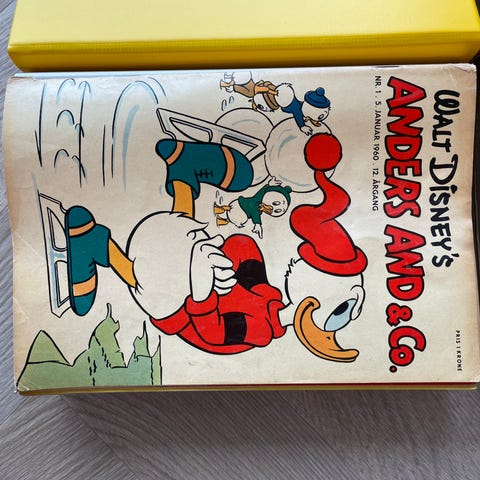 WALT DISNEY'S
ANDERS AND & CO.
NR. 1 · 5. JANUAR 1960 · 12. ÅRGANG
PRIS 1 KRONE